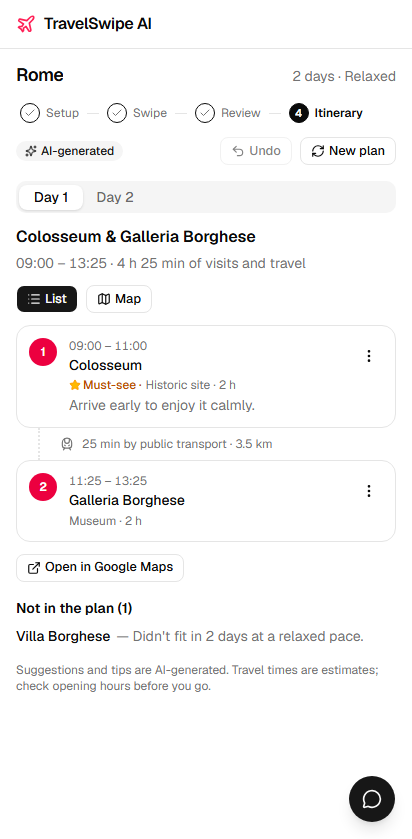 TravelSwipe AI
Rome
2 days · Relaxed
Setup
Swipe
Review
4 Itinerary
AI-generated
Undo
New plan
Day 1
Day 2
Colosseum & Galleria Borghese
09:00 – 13:25 · 4 h 25 min of visits and travel
List
Map
1
09:00 – 11:00
Colosseum
Must-see · Historic site · 2 h
Arrive early to enjoy it calmly.
25 min by public transport · 3.5 km
2
11:25 – 13:25
Galleria Borghese
Museum · 2 h
Open in Google Maps
Not in the plan (1)
Villa Borghese — Didn't fit in 2 days at a relaxed pace.
Suggestions and tips are AI-generated. Travel times are estimates;
check opening hours before you go.